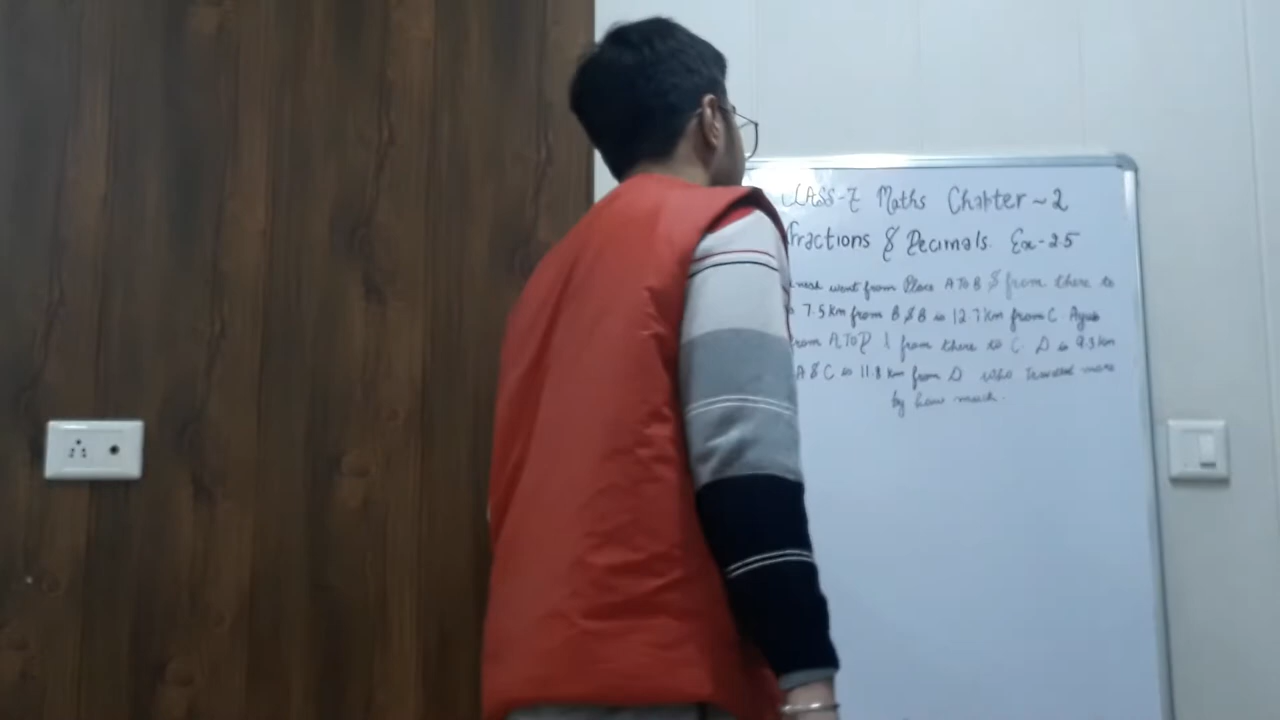 CLASS-7 Maths Chapter ~ 2
fractions & Decimals. Ex-2.5
went from Place A to B & from there to
7.5 km from B & B is 12.7 km from C. Ayub
from A to D & from there to C. D is 9.3 km
A & C is 11.8 km from D who Travelled more
by how much.